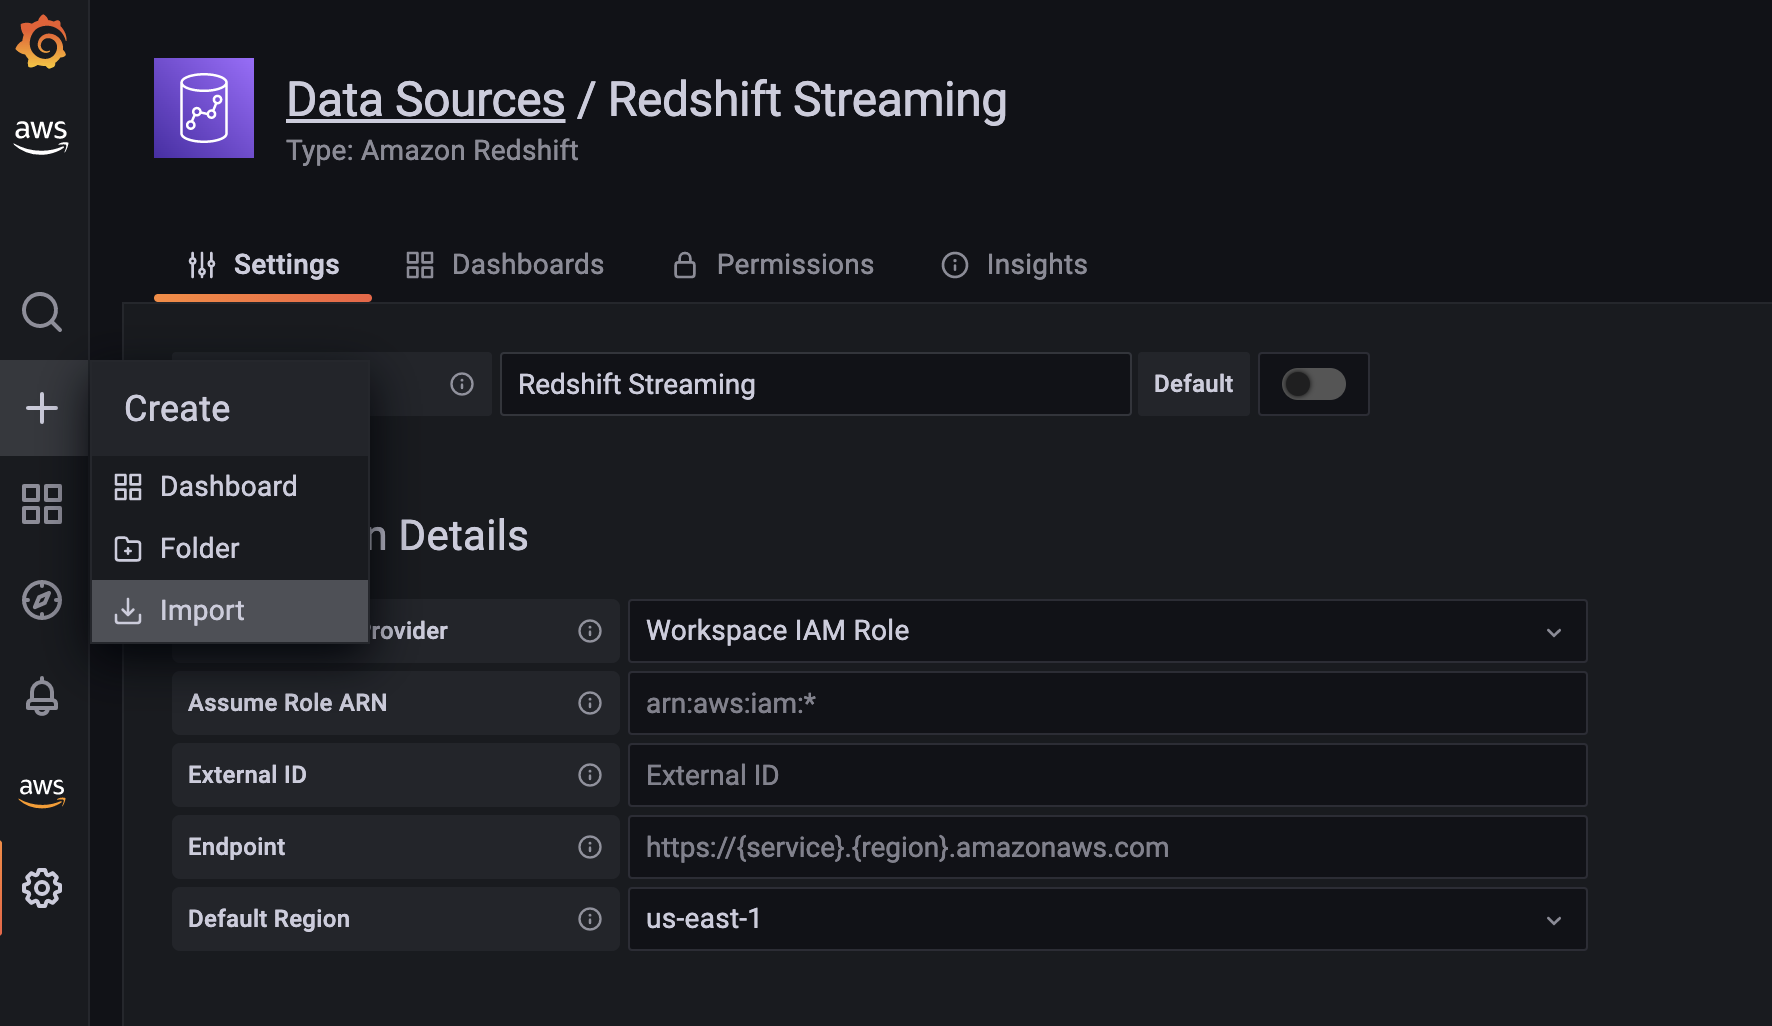 aws
Data Sources / Redshift Streaming
Type: Amazon Redshift
Settings Dashboards Permissions Insights
Redshift Streaming Default
Create
Dashboard
Folder
Details
Import
Workspace IAM Role
Assume Role ARN arn:aws:iam:*
External ID External ID
aws
Endpoint https://{service}.{region}.amazonaws.com
Default Region us-east-1